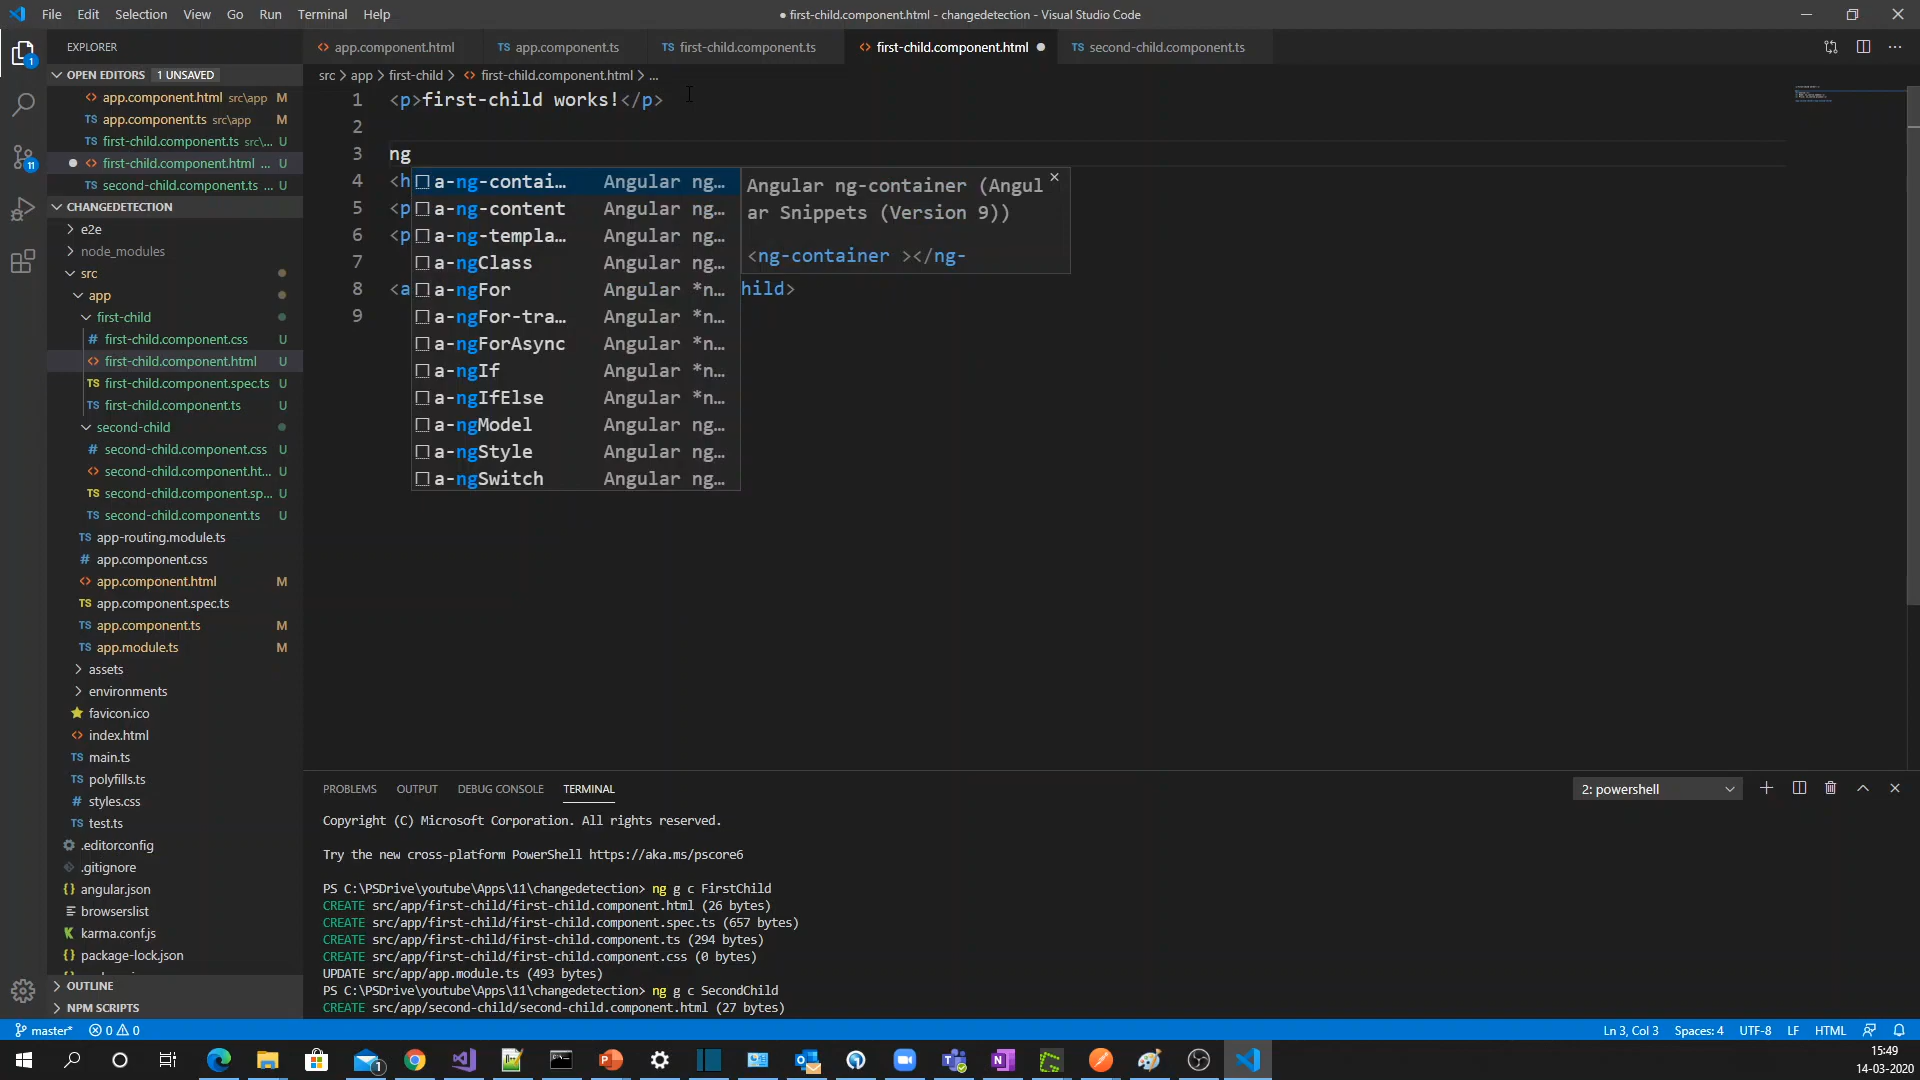 File Edit Selection View Go Run Terminal Help
● first-child.component.html - changedetection - Visual Studio Code
EXPLORER
OPEN EDITORS 1 UNSAVED
app.component.html src\app M
app.component.ts src\app M
first-child.component.ts src\... U
first-child.component.html ... U
second-child.component.ts ... U
CHANGEDETECTION
e2e
node_modules
src
app
first-child
first-child.component.css U
first-child.component.html U
first-child.component.spec.ts U
first-child.component.ts U
second-child
second-child.component.css U
second-child.component.ht... U
second-child.component.sp... U
second-child.component.ts U
app-routing.module.ts
app.component.css
app.component.html M
app.component.spec.ts
app.component.ts M
app.module.ts M
assets
environments
favicon.ico
index.html
main.ts
polyfills.ts
styles.css
test.ts
.editorconfig
.gitignore
angular.json
browserslist
karma.conf.js
package-lock.json
OUTLINE
NPM SCRIPTS
app.component.html
app.component.ts
first-child.component.ts
first-child.component.html ●
second-child.component.ts
src > app > first-child > first-child.component.html > ...
1 <p>first-child works!</p>
2
3 ng
4 <h
5 <p
6 <p
7
8 <a hild>
9
a-ng-contai... Angular ng...
a-ng-content Angular ng...
a-ng-templa... Angular ng...
a-ngClass Angular ng...
a-ngFor Angular *n...
a-ngFor-tra... Angular *n...
a-ngForAsync Angular *n...
a-ngIf Angular *n...
a-ngIfElse Angular *n...
a-ngModel Angular ng...
a-ngStyle Angular ng...
a-ngSwitch Angular ng...
Angular ng-container (Angul
ar Snippets (Version 9))
<ng-container ></ng-
PROBLEMS OUTPUT DEBUG CONSOLE TERMINAL
2: powershell
Copyright (C) Microsoft Corporation. All rights reserved.
Try the new cross-platform PowerShell https://aka.ms/pscore6
PS C:\PSDrive\youtube\Apps\11\changedetection> ng g c FirstChild
CREATE src/app/first-child/first-child.component.html (26 bytes)
CREATE src/app/first-child/first-child.component.spec.ts (657 bytes)
CREATE src/app/first-child/first-child.component.ts (294 bytes)
CREATE src/app/first-child/first-child.component.css (0 bytes)
UPDATE src/app/app.module.ts (493 bytes)
PS C:\PSDrive\youtube\Apps\11\changedetection> ng g c SecondChild
CREATE src/app/second-child/second-child.component.html (27 bytes)
master* 0 0
Ln 3, Col 3 Spaces: 4 UTF-8 LF HTML
15:49
14-03-2020